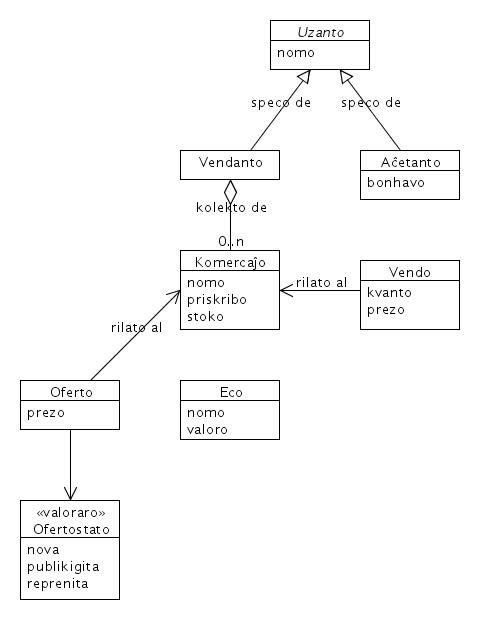 Uzanto
nomo
speco de
speco de
Vendanto
Aĉetanto
bonhavo
kolekto de
0..n
Komercaĵo
nomo
priskribo
stoko
rilato al
Vendo
kvanto
prezo
rilato al
Oferto
prezo
Eco
nomo
valoro
«valoraro»
Ofertostato
nova
publikigita
reprenita